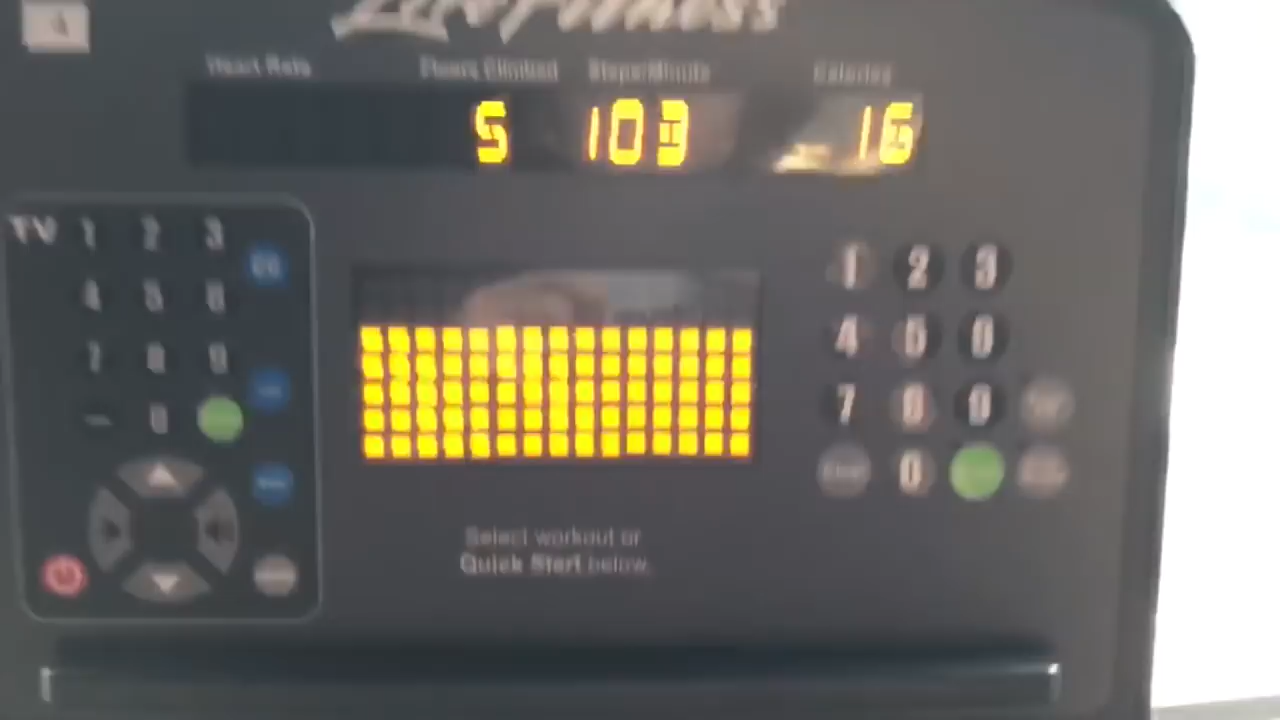 Life Fitness
Heart Rate Floors Climbed Steps/Minute Calories
5 103 16
TV 1 2 3
4 5 6
7 8 9
0
1 2 3
4 5 6
7 8 9
0
Select workout or
Quick Start below.